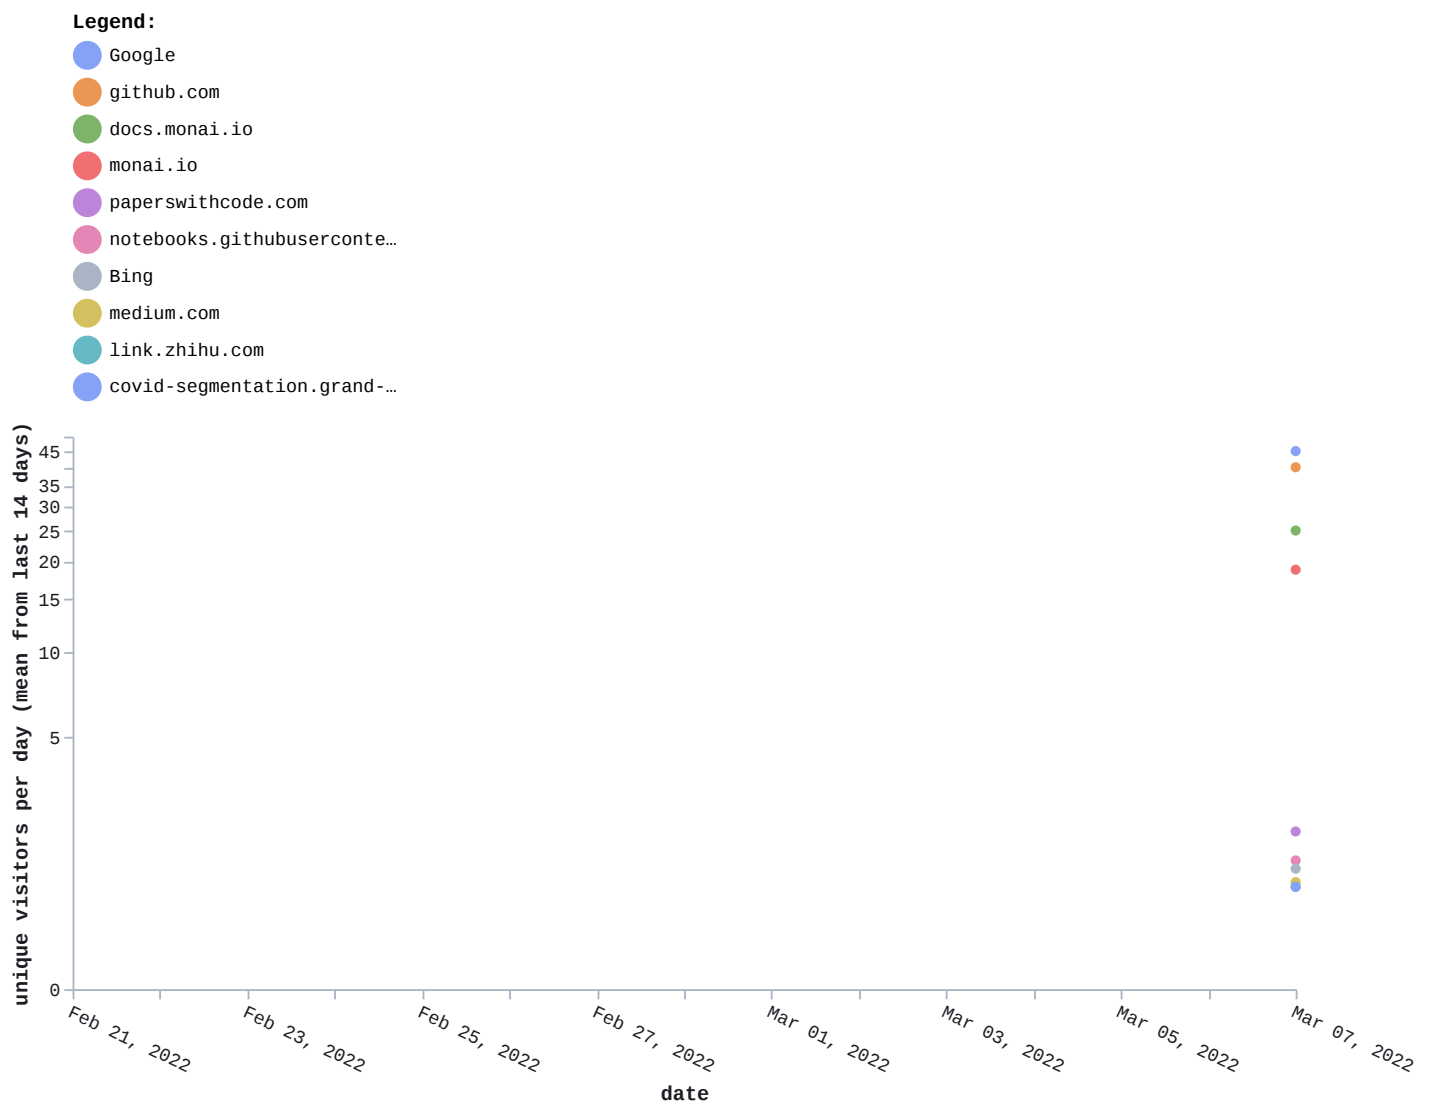 Legend:
Google
github.com
docs.monai.io
monai.io
paperswithcode.com
notebooks.githubuserconte…
Bing
medium.com
link.zhihu.com
covid-segmentation.grand-…
unique visitors per day (mean from last 14 days)
45
35
30
25
20
15
10
5
0
Feb 21, 2022
Feb 23, 2022
Feb 25, 2022
Feb 27, 2022
Mar 01, 2022
Mar 03, 2022
Mar 05, 2022
Mar 07, 2022
date